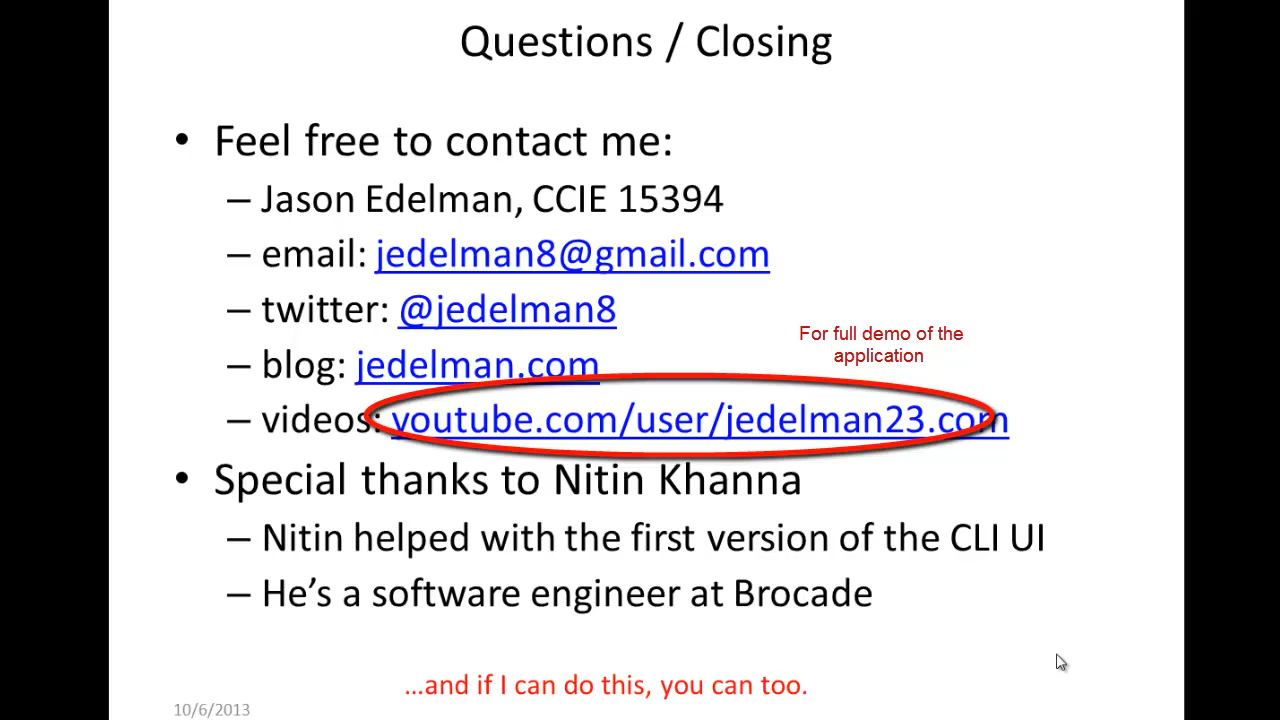 Questions / Closing
• Feel free to contact me:
– Jason Edelman, CCIE 15394
– email: jedelman8@gmail.com
– twitter: @jedelman8
For full demo of the
application
– blog: jedelman.com
– videos: youtube.com/user/jedelman23.com
• Special thanks to Nitin Khanna
– Nitin helped with the first version of the CLI UI
– He’s a software engineer at Brocade
...and if I can do this, you can too.
10/6/2013